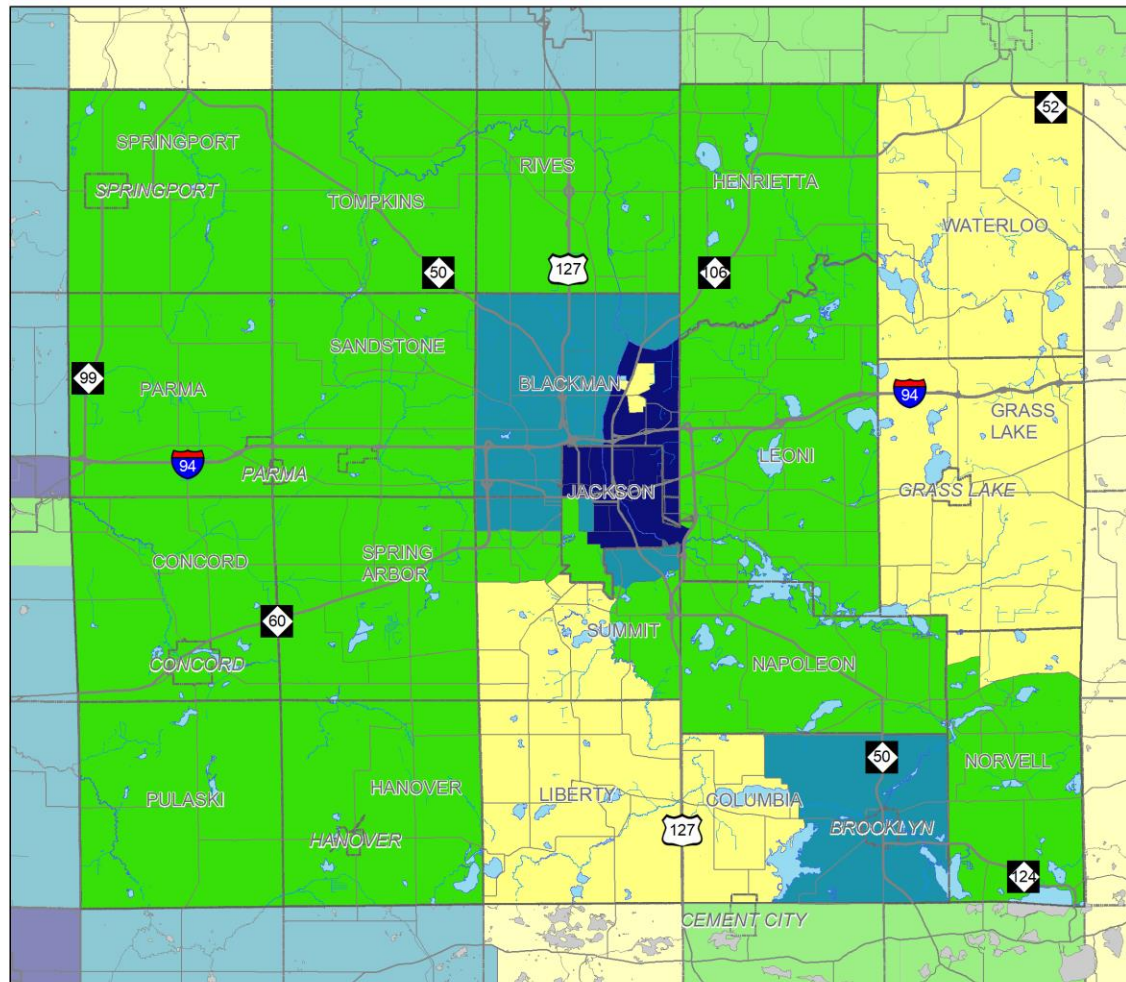 52
SPRINGPORT
RIVES
HENRIETTA
SPRINGPORT
TOMPKINS
WATERLOO
50
127
106
SANDSTONE
99
PARMA
BLACKMAN
94
GRASS
LAKE
94
PARMA
LEONI
JACKSON
GRASS LAKE
CONCORD
SPRING
ARBOR
60
SUMMIT
CONCORD
NAPOLEON
50
NORVELL
PULASKI
HANOVER
LIBERTY
COLUMBIA
HANOVER
127
BROOKLYN
124
CEMENT CITY